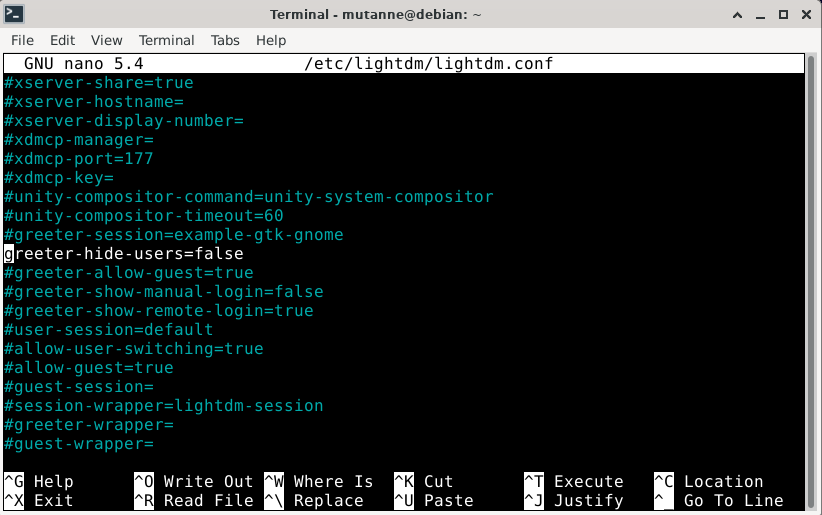 Terminal - mutanne@debian: ~
File Edit View Terminal Tabs Help
GNU nano 5.4 /etc/lightdm/lightdm.conf
#xserver-share=true
#xserver-hostname=
#xserver-display-number=
#xdmcp-manager=
#xdmcp-port=177
#xdmcp-key=
#unity-compositor-command=unity-system-compositor
#unity-compositor-timeout=60
#greeter-session=example-gtk-gnome
greeter-hide-users=false
#greeter-allow-guest=true
#greeter-show-manual-login=false
#greeter-show-remote-login=true
#user-session=default
#allow-user-switching=true
#allow-guest=true
#guest-session=
#session-wrapper=lightdm-session
#greeter-wrapper=
#guest-wrapper=
^G Help ^O Write Out ^W Where Is ^K Cut ^T Execute ^C Location
^X Exit ^R Read File ^\ Replace ^U Paste ^J Justify ^_ Go To Line